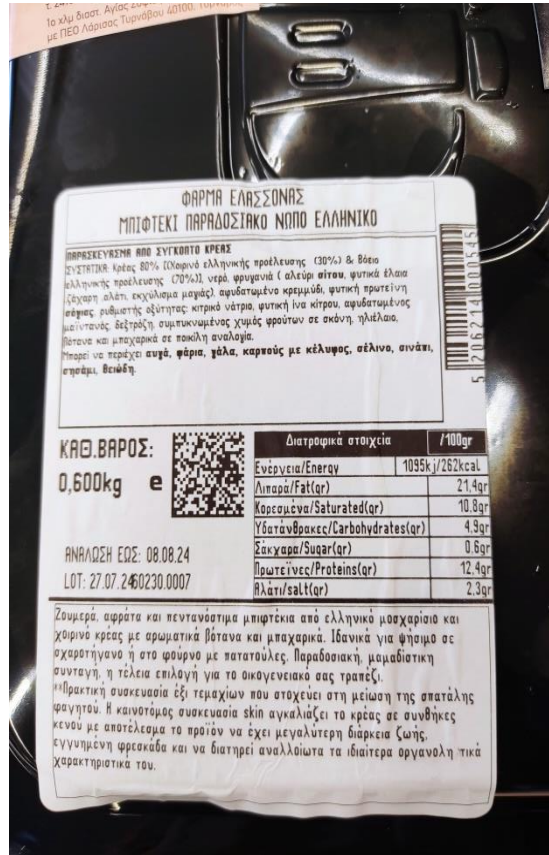 1ο χλμ διαστ. Αγίας
με ΠΕΟ Λάρισας Τυρνάβου 40100,
ΦΑΡΜΑ ΕΛΑΣΣΟΝΑΣ
ΜΠΙΦΤΕΚΙ ΠΑΡΑΔΟΣΙΑΚΟ ΝΩΠΟ ΕΛΛΗΝΙΚΟ
ΠΑΡΑΣΚΕΥΑΣΜΑ ΑΠΟ ΣΥΓΚΟΠΤΟ ΚΡΕΑΣ
ΣΥΣΤΑΤΙΚΑ: Κρέας 80% [(Χοιρινό ελληνικής προέλευσης (30%) & Βόειο
ελληνικής προέλευσης (70%)], νερό, φρυγανιά ( αλεύρι σίτου, φυτικά έλαια
,ζάχαρη ,αλάτι, εκχύλισμα μαγιάς), αφυδατωμένο κρεμμύδι, φυτική πρωτεΐνη
σόγιας, ρυθμιστής οξύτητας: κιτρικό νάτριο, φυτική ίνα κίτρου, αφυδατωμένος
μαϊντανός, δεξτρόζη, συμπυκνωμένος χυμός φρούτων σε σκόνη, ηλιέλαιο,
βότανα και μπαχαρικά σε ποικίλη αναλογία.
Μπορεί να περιέχει αυγά, ψάρια, γάλα, καρπούς με κέλυφος, σέλινο, σινάπι,
σησάμι, θειώδη.
5 206214 000545
ΚΑΘ.ΒΑΡΟΣ:
0,600kg e
ΑΝΑΛΩΣΗ ΕΩΣ: 08.08.24
LOT: 27.07.2460230.0007
Διατροφικά στοιχεία /100gr
Ενέργεια/Energy 1095kj/262kcal
Λιπαρά/Fat(gr) 21.4gr
Κορεσμένα/Saturated(gr) 10.8gr
Υδατάνθρακες/Carbohydrates(gr) 4.9gr
Σάκχαρα/Sugar(gr) 0.6gr
Πρωτεΐνες/Proteins(gr) 12.4gr
Αλάτι/salt(gr) 2.3gr
Ζουμερά, αφράτα και πεντανόστιμα μπιφτέκια από ελληνικό μοσχαρίσιο και
χοιρινό κρέας με αρωματικά βότανα και μπαχαρικά. Ιδανικά για ψήσιμο σε
σχαροτήγανο ή στο φούρνο με πατατούλες. Παραδοσιακή, μαμαδίστικη
συνταγη, η τέλεια επιλογή για το οικογενειακό σας τραπέζι.
**Πρακτική συσκευασία έξι τεμαχίων που στοχεύει στη μείωση της σπατάλης
φαγητού. Η καινοτόμος συσκευασία skin αγκαλιάζει το κρέας σε συνθήκες
κενού με αποτέλεσμα το προϊόν να έχει μεγαλύτερη διάρκεια ζωής,
εγγυημένη φρεσκάδα και να διατηρεί αναλλοίωτα τα ιδιαίτερα οργανοληπτικά
χαρακτηριστικά του.